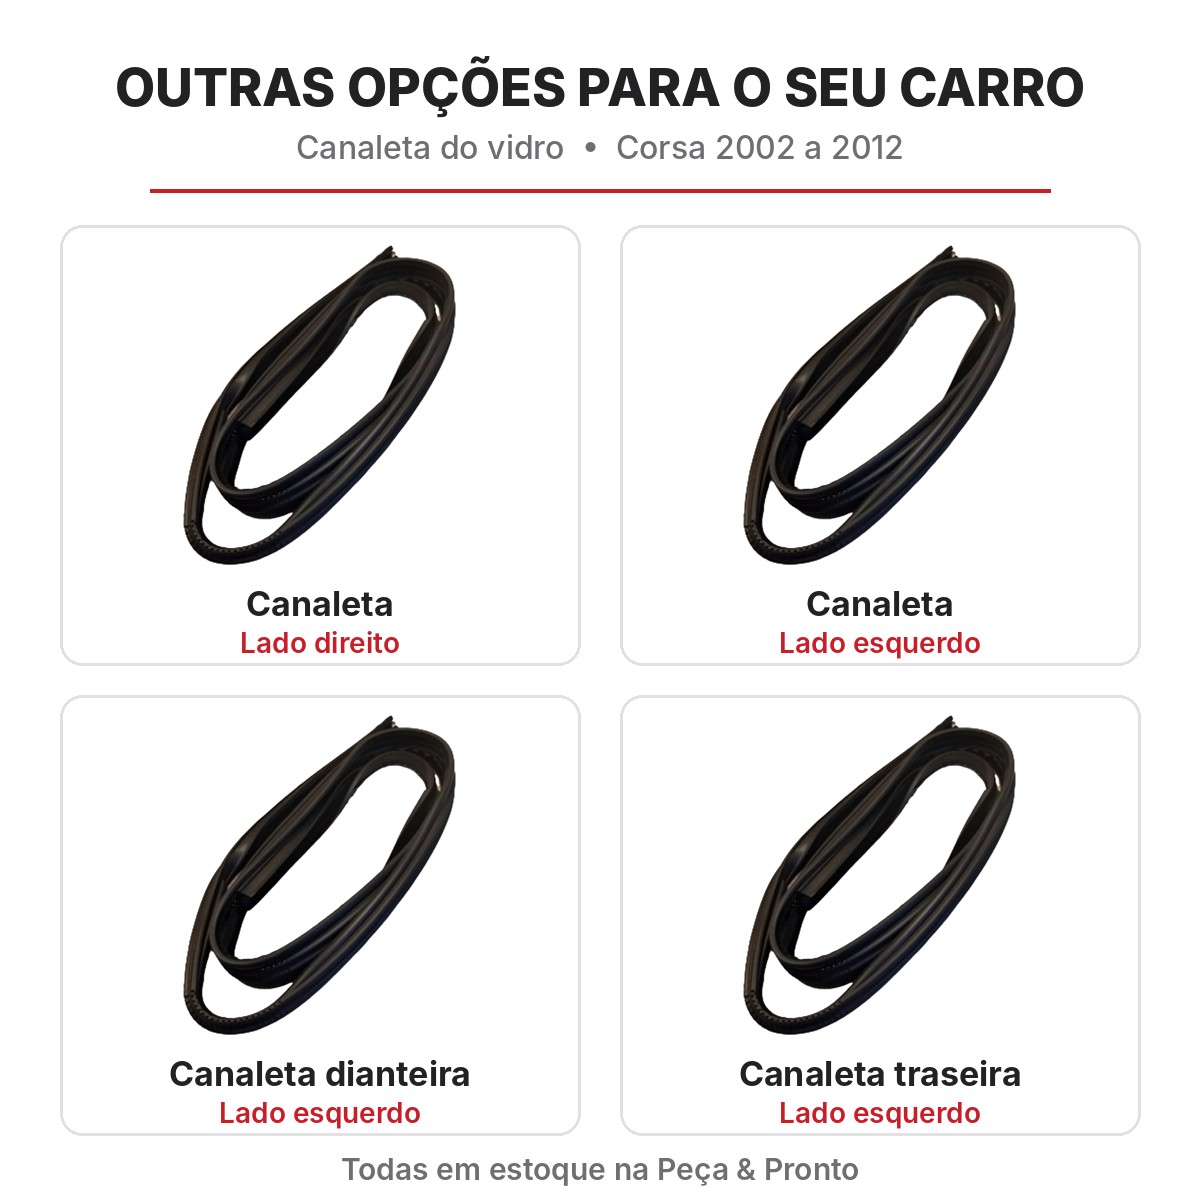 OUTRAS OPÇÕES PARA O SEU CARRO
Canaleta do vidro • Corsa 2002 a 2012
Canaleta
Lado direito
Canaleta
Lado esquerdo
Canaleta dianteira
Lado esquerdo
Canaleta traseira
Lado esquerdo
Todas em estoque na Peça & Pronto